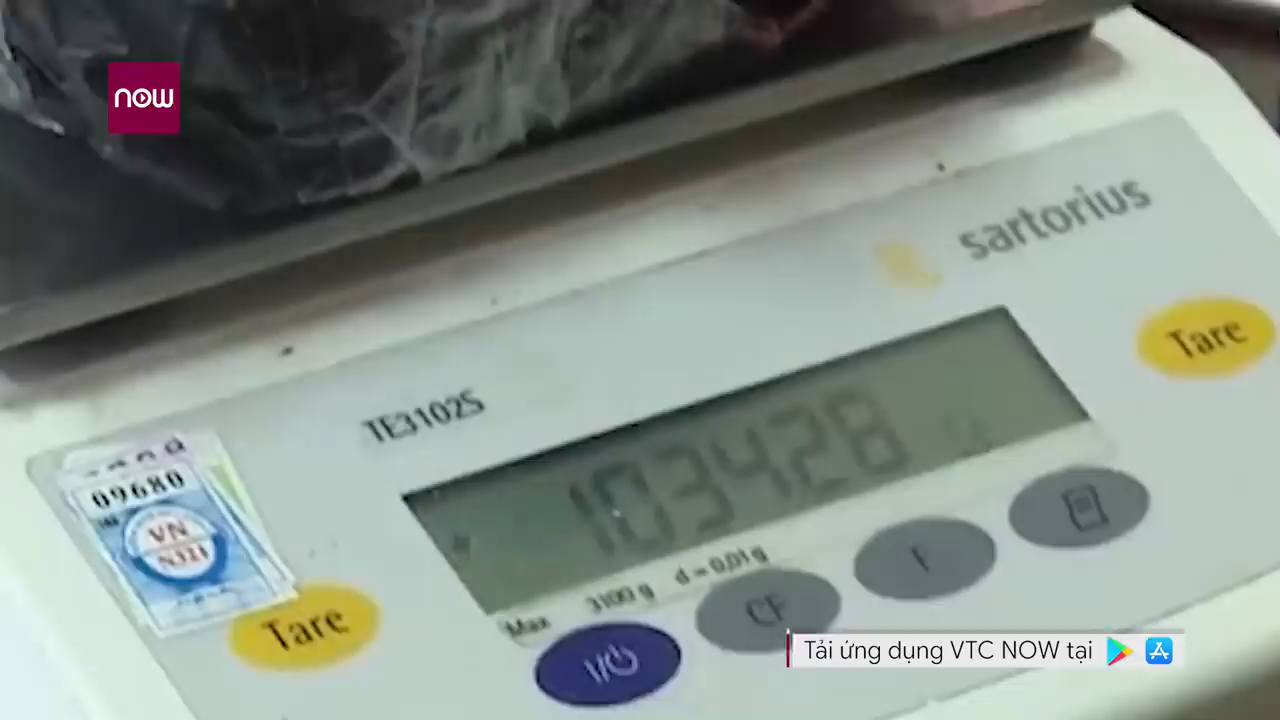 now
sartorius
Tare
TE3102S
103428
09680
VN
N321
Max 3100 g d = 0,01 g
Tare
I/
CF
F
Tải ứng dụng VTC NOW tại